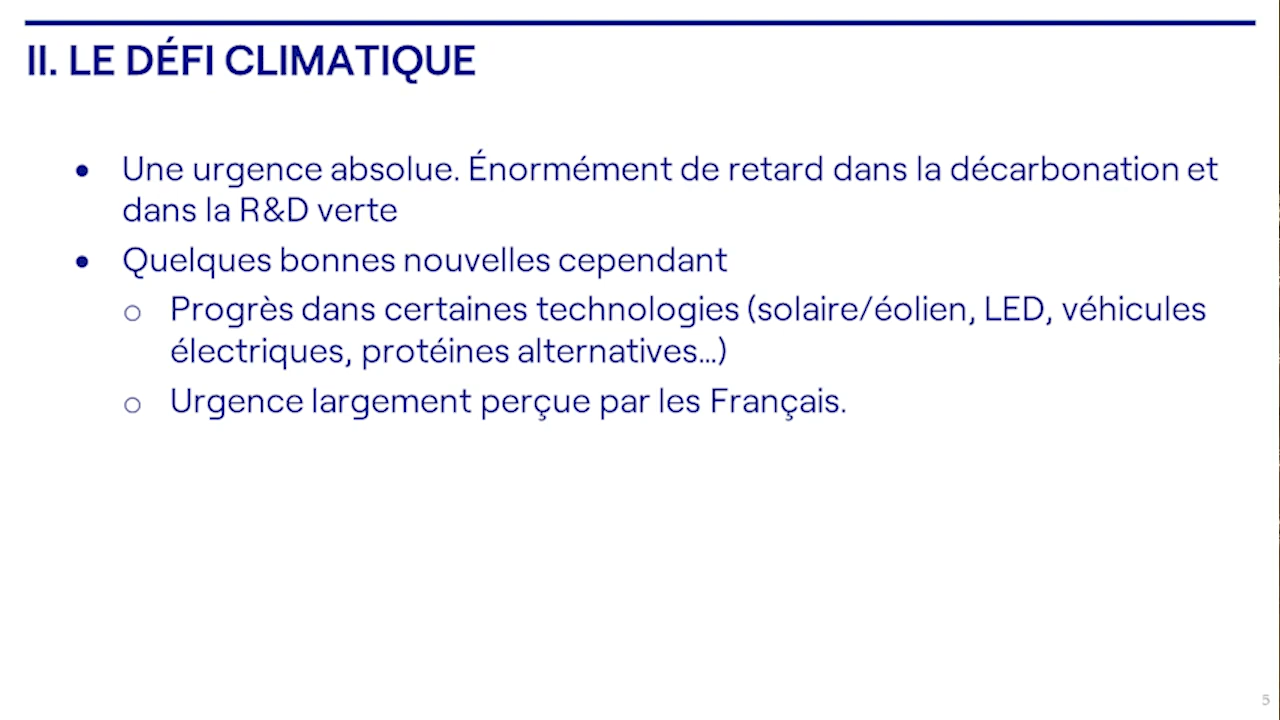 II. LE DÉFI CLIMATIQUE
• Une urgence absolue. Énormément de retard dans la décarbonation et
dans la R&D verte
• Quelques bonnes nouvelles cependant
o Progrès dans certaines technologies (solaire/éolien, LED, véhicules
électriques, protéines alternatives...)
o Urgence largement perçue par les Français.
5